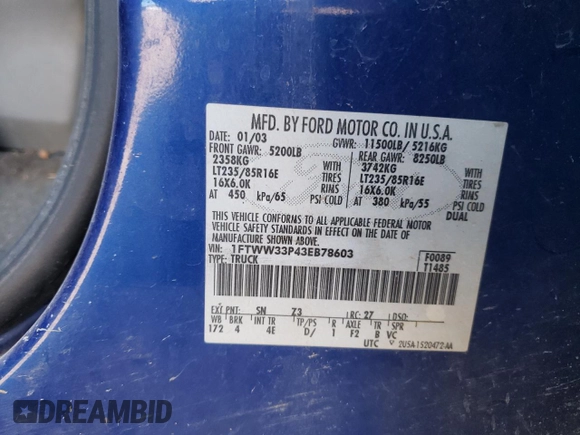 MFD. BY FORD MOTOR CO. IN U.S.A.
DATE: 01/03 GVWR: 11500LB/ 5216KG
FRONT GAWR: 5200LB REAR GAWR: 8250LB
2358KG WITH 3742KG WITH
LT235/85R16E TIRES LT235/85R16E TIRES
16X6.0K RIMS 16X6.0K RIMS
AT 450 kPa/65 PSI COLD AT 380 kPa/55 PSI COLD
DUAL
THIS VEHICLE CONFORMS TO ALL APPLICABLE FEDERAL MOTOR
VEHICLE SAFETY STANDARDS IN EFFECT ON THE DATE OF
MANUFACTURE SHOWN ABOVE.
VIN: 1FTWW33P43EB78603 F0089
TYPE: TRUCK T1485
EXT PNT: SN Z3 RC: 27 DSO:
WB BRK INT TR TP/PS R AXLE TR SPR
172 4 4E D/ 1 F2 B VC
UTC 2U5A-1520472-AA
DREAMBID